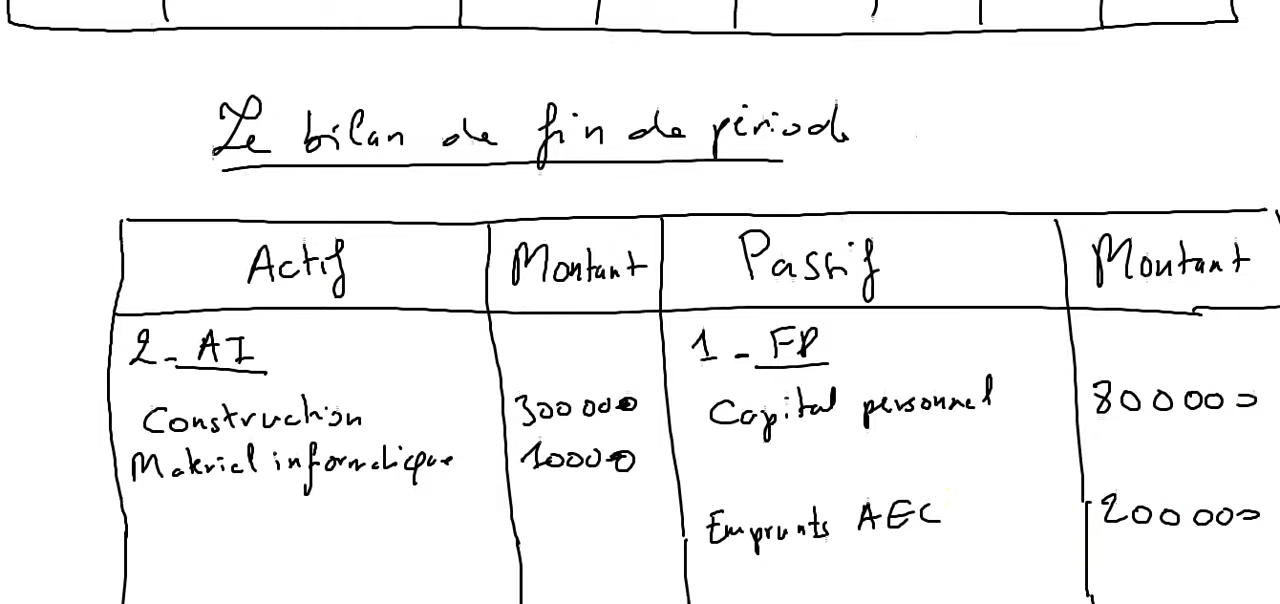 Le bilan de fin de période
Actif Montant Passif Montant
2- AI 1- FP
Construction 300000 Capital personnel 800000
Materiel informatique 10000 Emprunts AEC 200000